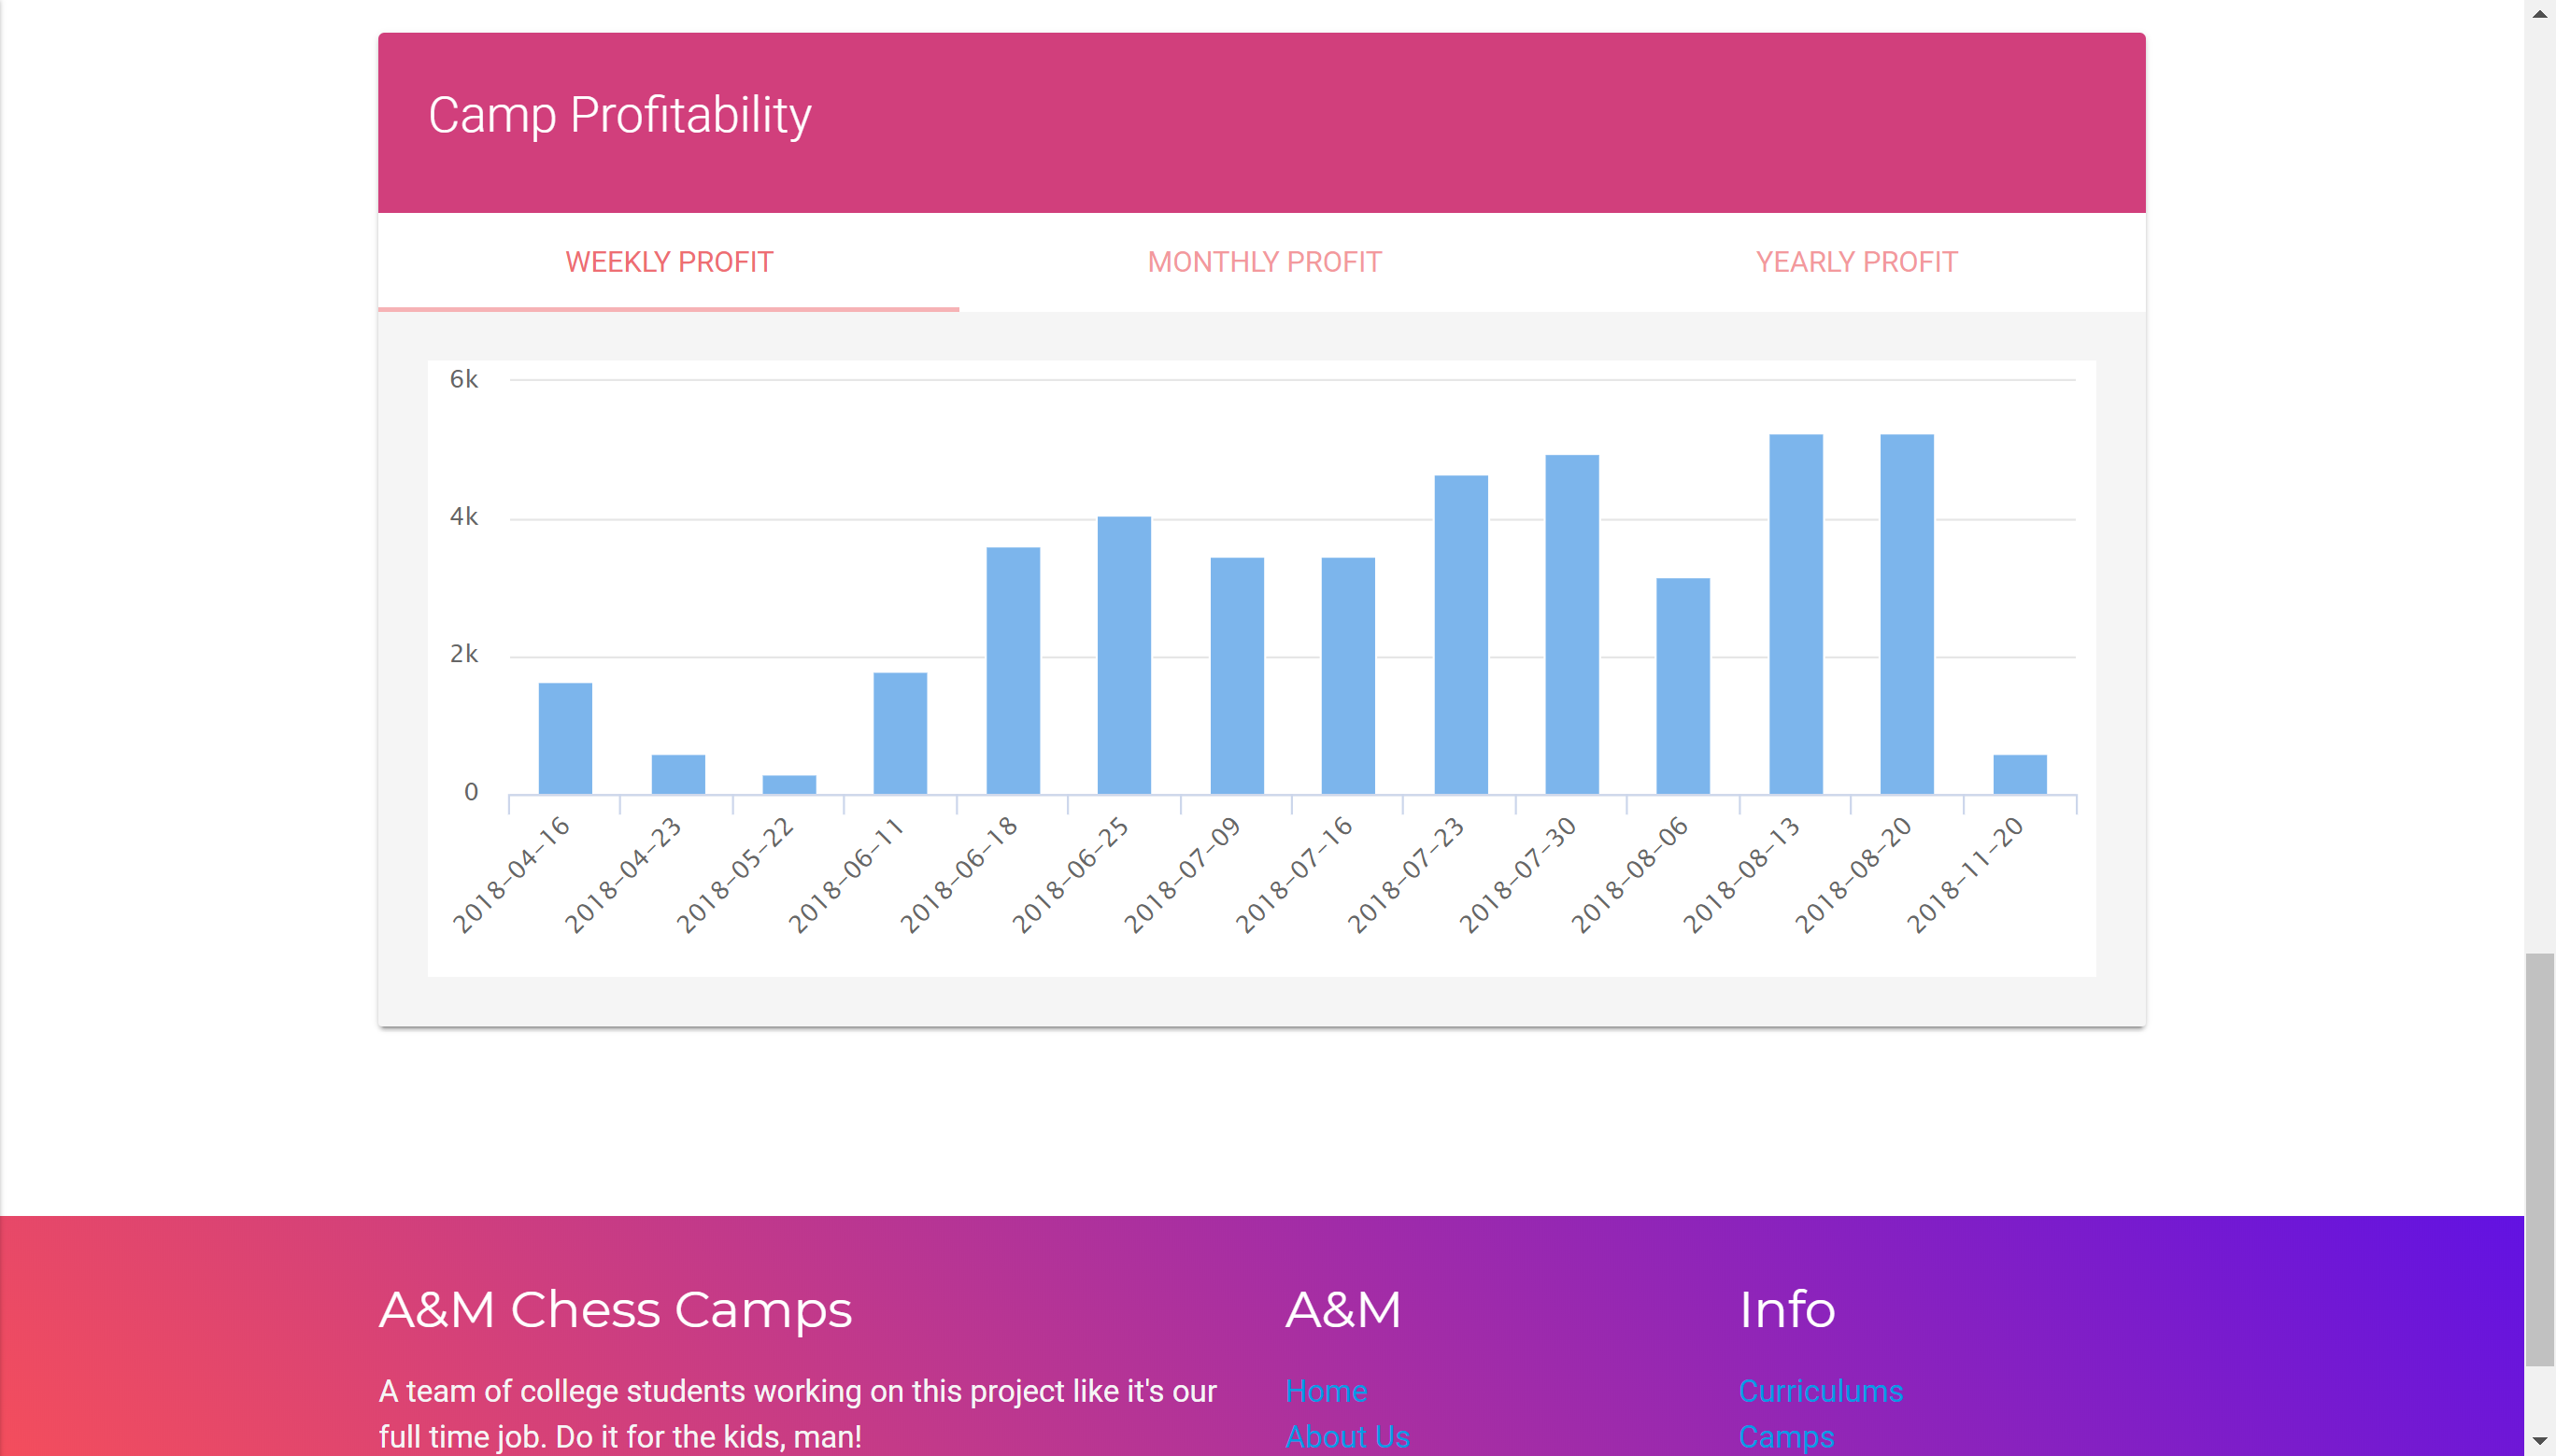 Camp Profitability
WEEKLY PROFIT
MONTHLY PROFIT
YEARLY PROFIT
6k
4k
2k
0
2018-04-16
2018-04-23
2018-05-22
2018-06-11
2018-06-18
2018-06-25
2018-07-09
2018-07-16
2018-07-23
2018-07-30
2018-08-06
2018-08-13
2018-08-20
2018-11-20
A&M Chess Camps
A team of college students working on this project like it's our
full time job. Do it for the kids, man!
A&M
Home
About Us
Info
Curriculums
Camps